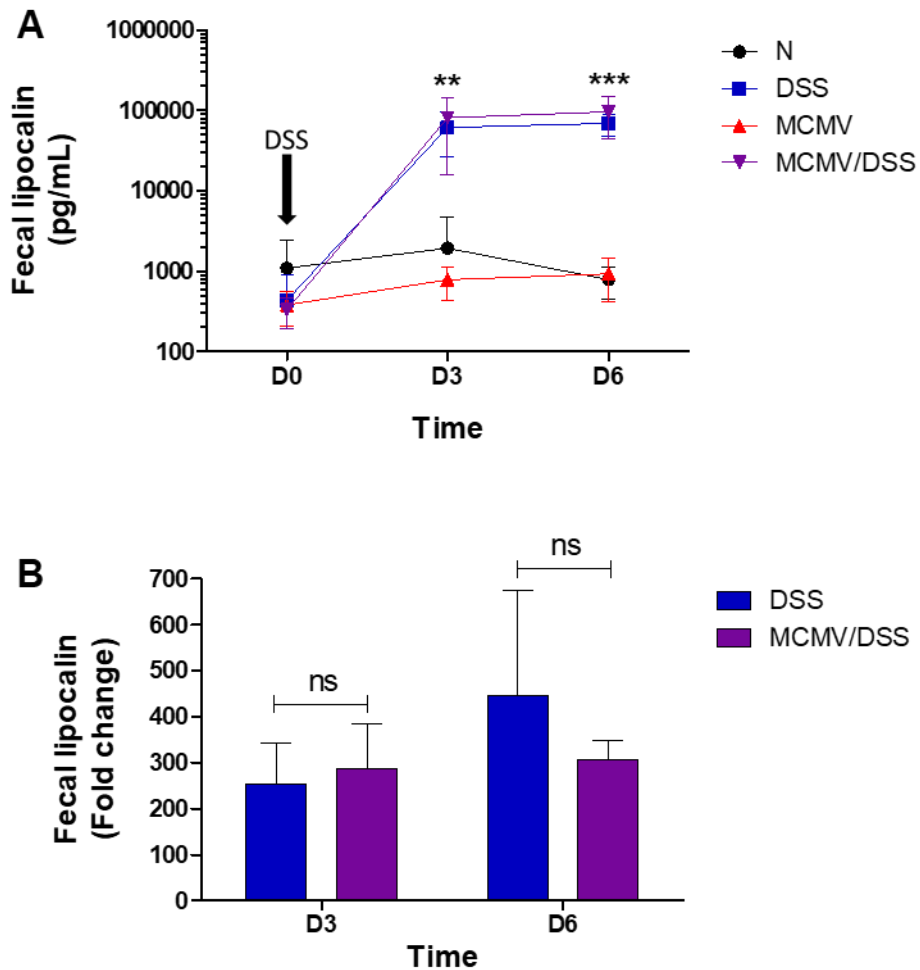 A
Fecal lipocalin
(pg/mL)
1000000
100000
10000
1000
100
DSS
**
***
D0 D3 D6
Time
N
DSS
MCMV
MCMV/DSS
B
Fecal lipocalin
(Fold change)
700
600
500
400
300
200
100
0
ns
ns
D3 D6
Time
DSS
MCMV/DSS